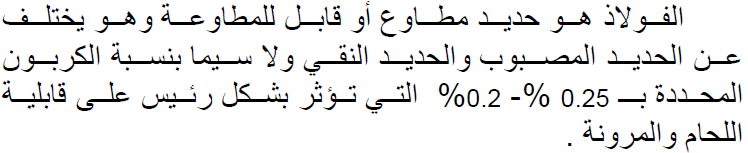 الفولاذ هو حديد مطاوع أو قابل للمطاوعة وهو يختلف
عن الحديد المصبوب والحديد النقي ولا سيما بنسبة الكربون
المحددة بـ 0.25 %- 0.2% التي تؤثر بشكل رئيس على قابلية
اللحام والمرونة .